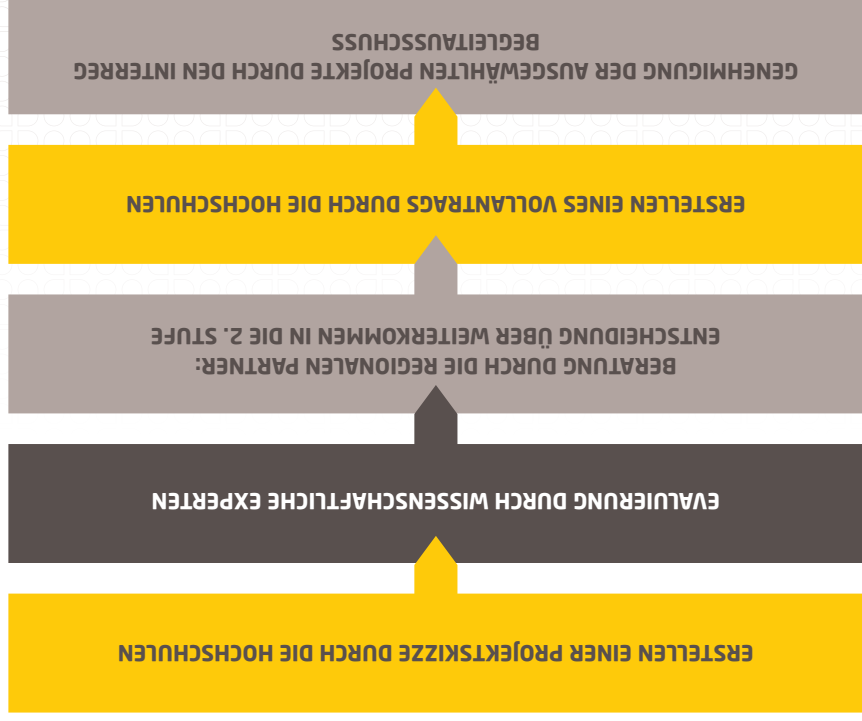 ERSTELLEN EINER PROJEKTSKIZZE DURCH DIE HOCHSCHULEN
EVALUIERUNG DURCH WISSENSCHAFTLICHE EXPERTEN
BERATUNG DURCH DIE REGIONALEN PARTNER:
ENTSCHEIDUNG ÜBER WEITERKOMMEN IN DIE 2. STUFE
ERSTELLEN EINES VOLLANTRAGS DURCH DIE HOCHSCHULEN
GENEHMIGUNG DER AUSGEWÄHLTEN PROJEKTE DURCH DEN INTERREG
BEGLEITAUSSCHUSS